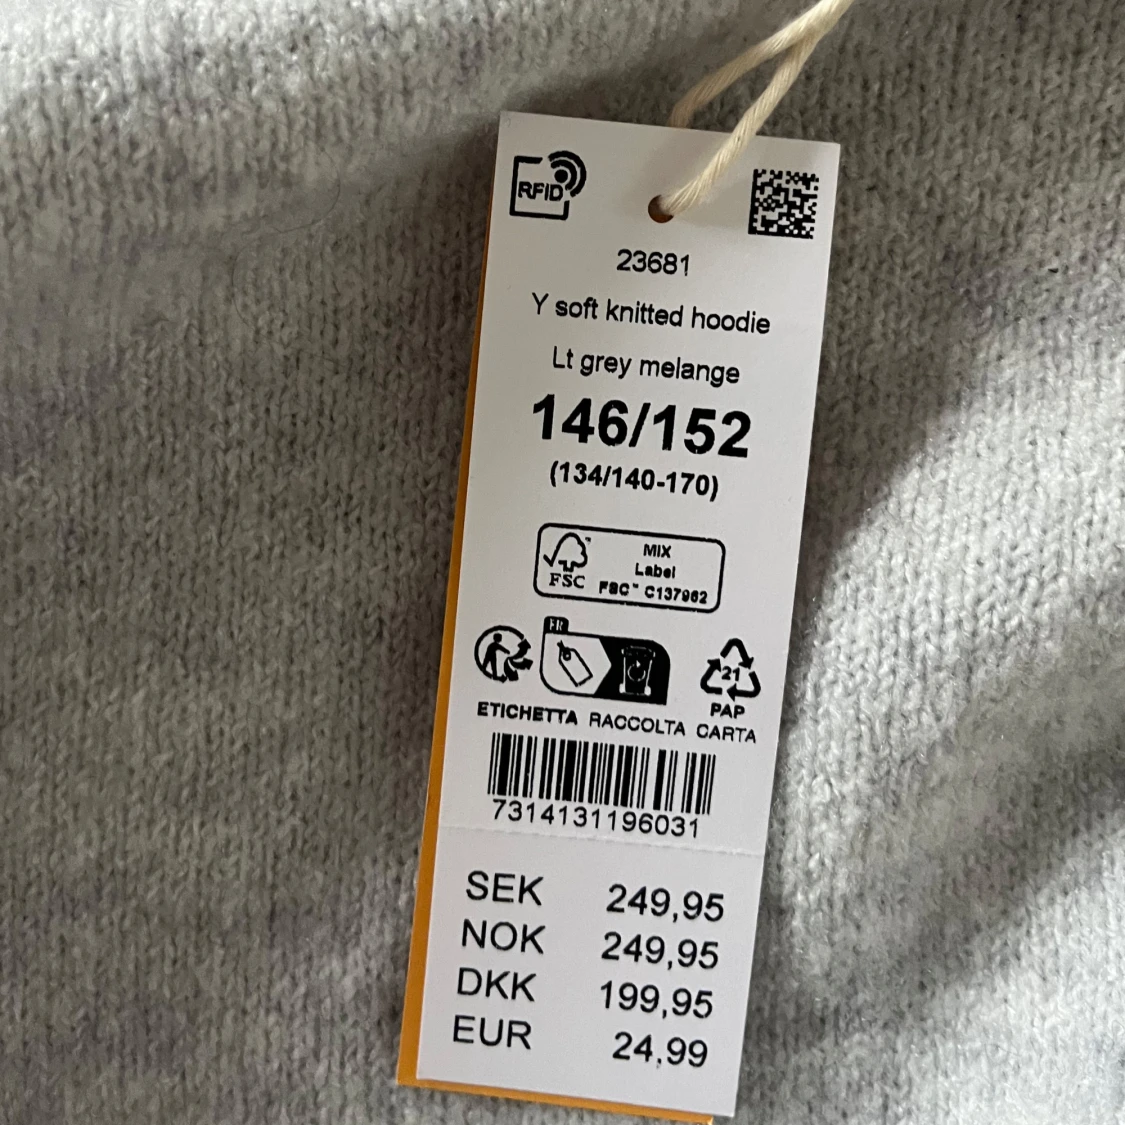 RFID
23681
Y soft knitted hoodie
Lt grey melange
146/152
(134/140-170)
MIX
Label
FSC™ C137962
FSC
FR
21
PAP
ETICHETTA RACCOLTA CARTA
7314131196031
SEK 249,95
NOK 249,95
DKK 199,95
EUR 24,99